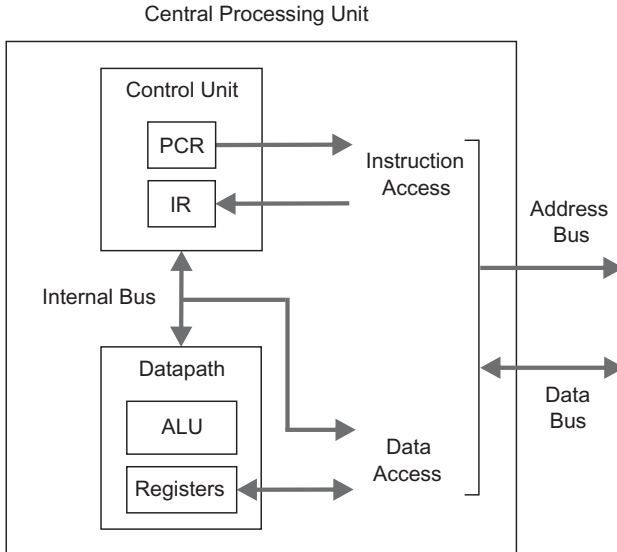 Central Processing Unit
Control Unit
PCR
IR
Instruction
Access
Address
Bus
Internal Bus
Datapath
ALU
Registers
Data
Access
Data
Bus